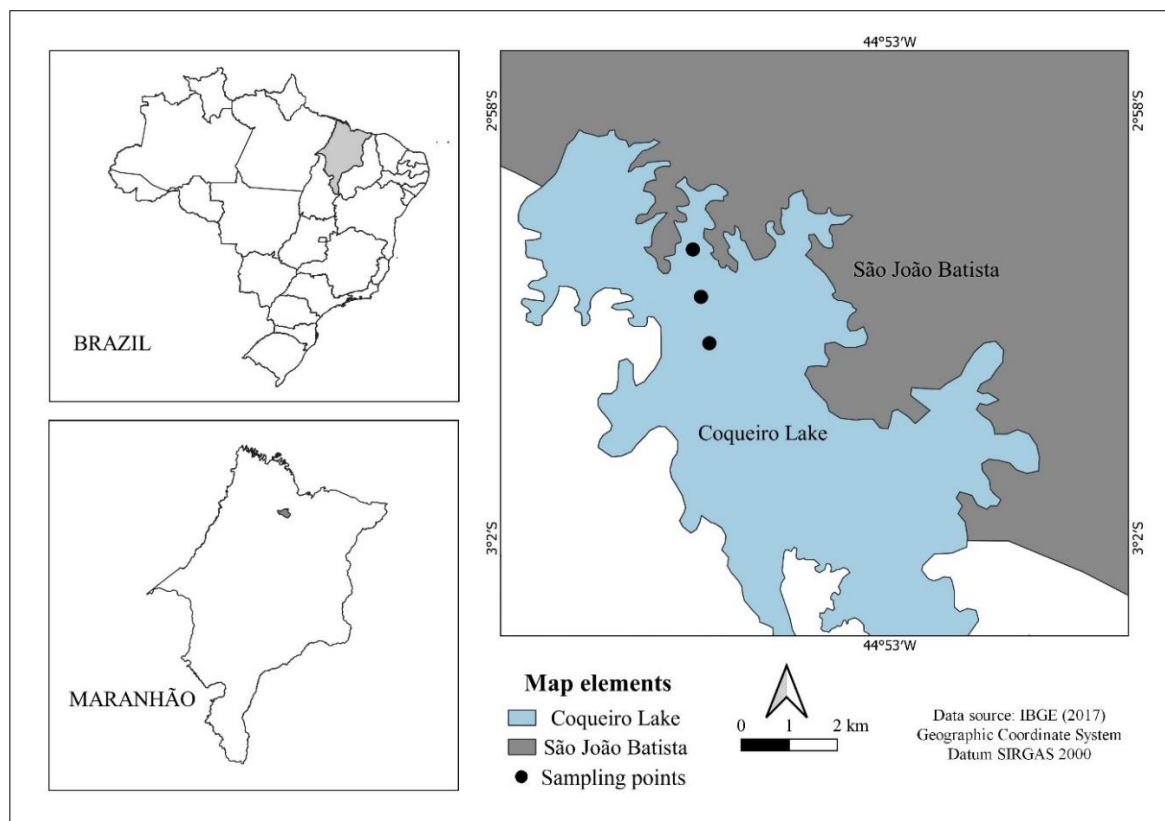 BRAZIL
MARANHÃO
44°53'W
2°58'S
2°58'S
São João Batista
Coqueiro Lake
3°2'S
3°2'S
44°53'W
Map elements
Coqueiro Lake
São João Batista
Sampling points
0 1 2 km
Data source: IBGE (2017)
Geographic Coordinate System
Datum SIRGAS 2000